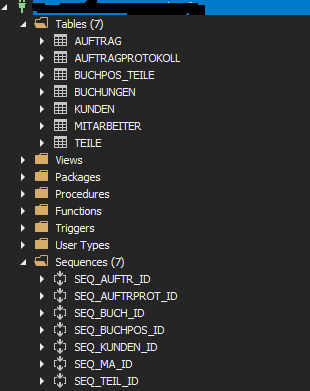 Tables (7)
AUFTRAG
AUFTRAGPROTOKOLL
BUCHPOS_TEILE
BUCHUNGEN
KUNDEN
MITARBEITER
TEILE
Views
Packages
Procedures
Functions
Triggers
User Types
Sequences (7)
SEQ_AUFTR_ID
SEQ_AUFTRPROT_ID
SEQ_BUCH_ID
SEQ_BUCHPOS_ID
SEQ_KUNDEN_ID
SEQ_MA_ID
SEQ_TEIL_ID